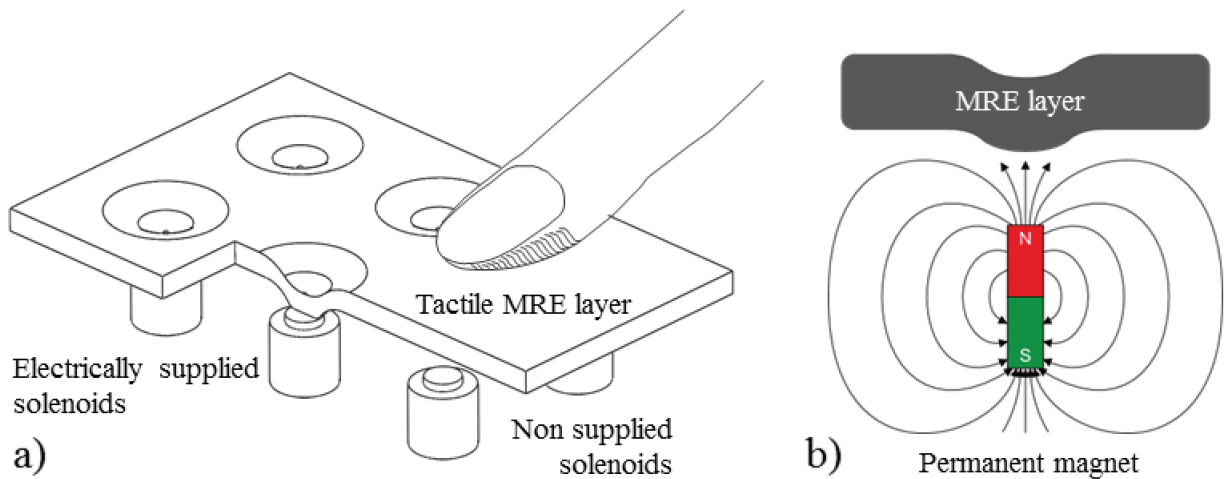 Tactile MRE layer
Electrically supplied
solenoids
Non supplied
solenoids
a)
MRE layer
N
S
b)
Permanent magnet